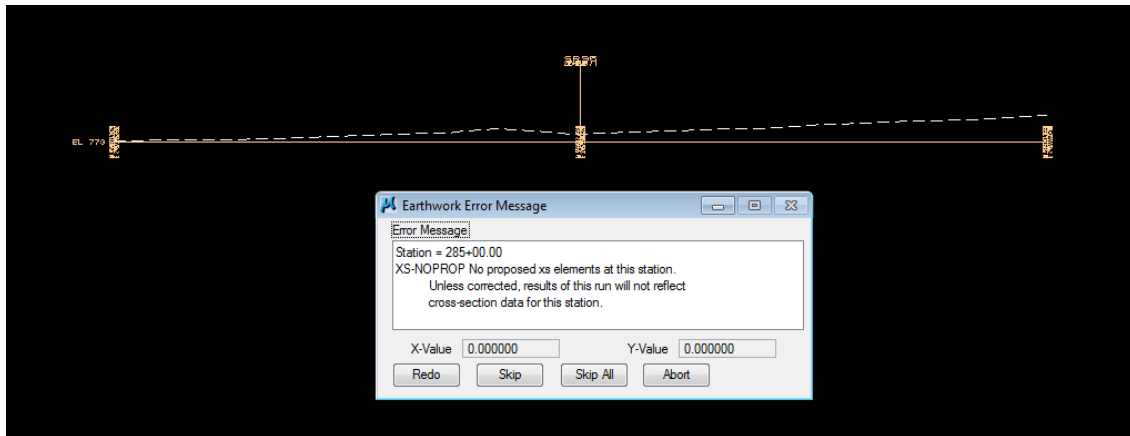 EL 773
Earthwork Error Message
Error Message
Station = 285+00.00
XS-NOPROP No proposed xs elements at this station.
Unless corrected, results of this run will not reflect
cross-section data for this station.
X-Value 0.000000 Y-Value 0.000000
Redo Skip Skip All Abort